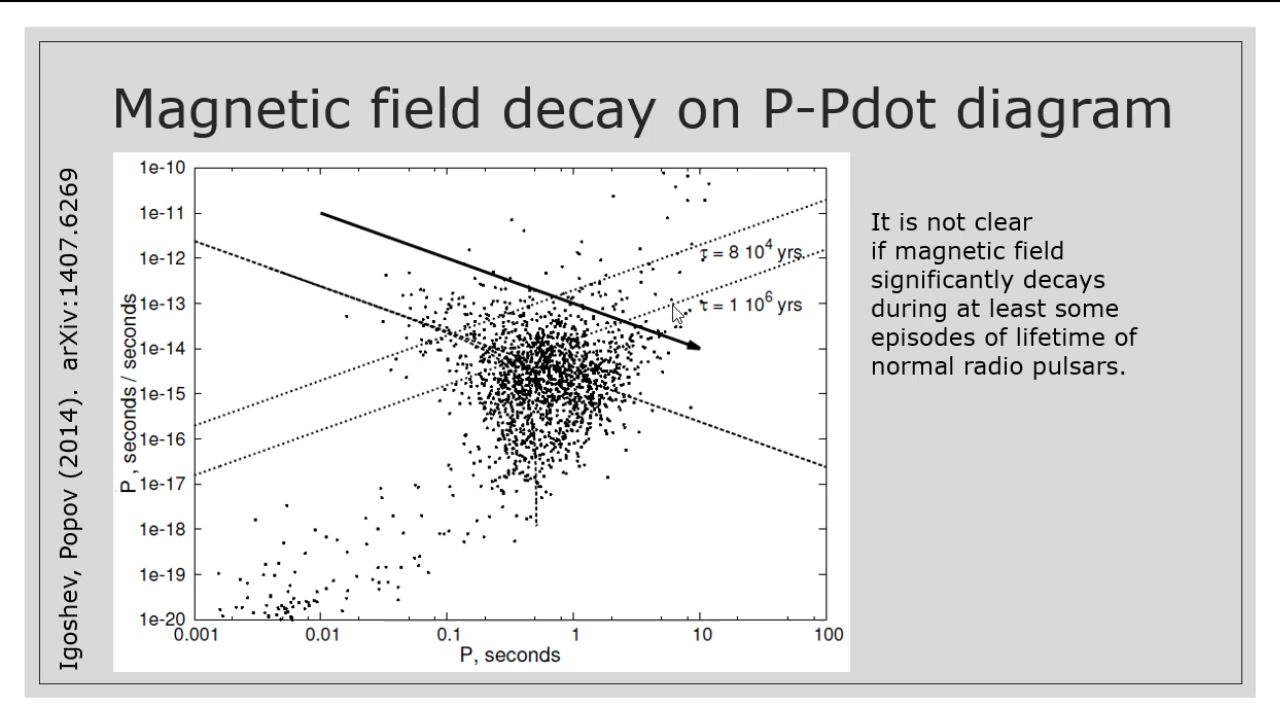 Magnetic field decay on P-Pdot diagram
Igoshev, Popov (2014). arXiv:1407.6269
1e-10
1e-11
1e-12
1e-13
1e-14
1e-15
1e-16
1e-17
1e-18
1e-19
1e-20
P, seconds / seconds
τ = 8 10⁴ yrs
τ = 1 10⁶ yrs
0.001 0.01 0.1 1 10 100
P, seconds
It is not clear
if magnetic field
significantly decays
during at least some
episodes of lifetime of
normal radio pulsars.